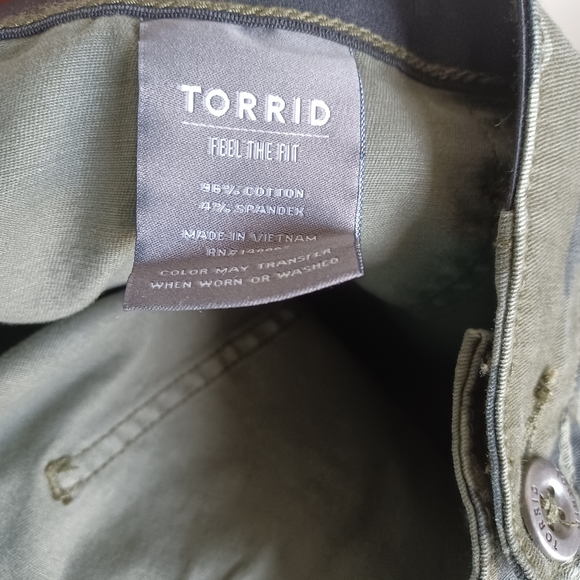 TORRID
FEEL THE FIT
96% COTTON
4% SPANDEX
MADE IN VIETNAM
COLOR MAY TRANSFER
WHEN WORN OR WASHED
TORRID